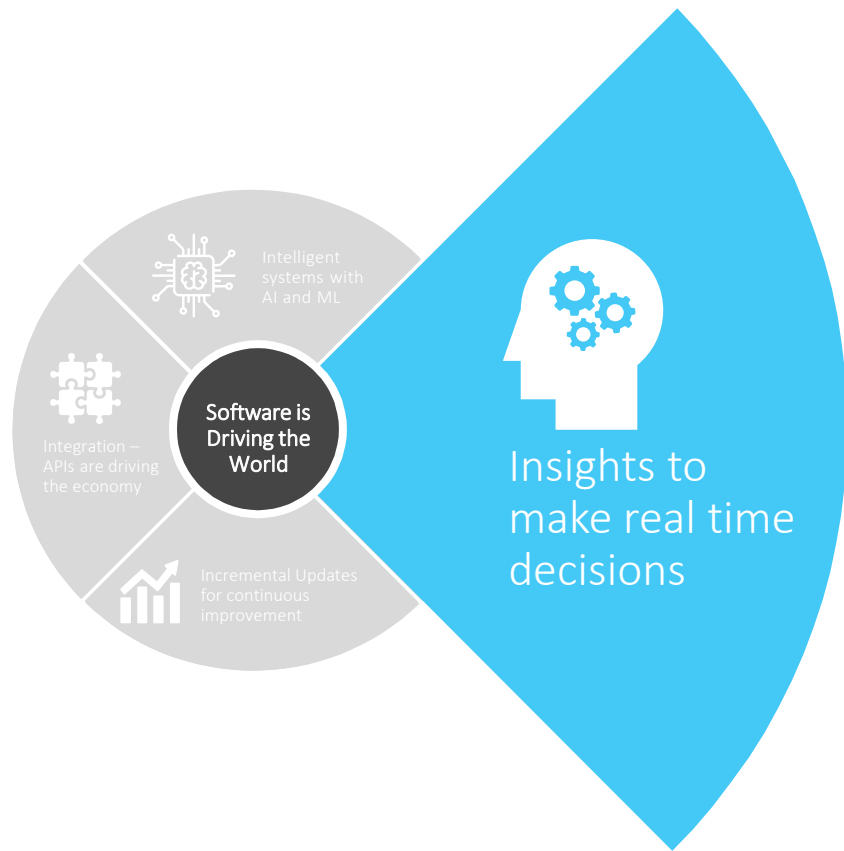 Intelligent
systems with
AI and ML
Software is
Driving the
World
Integration –
APIs are driving
the economy
Incremental Updates
for continuous
improvement
Insights to
make real time
decisions